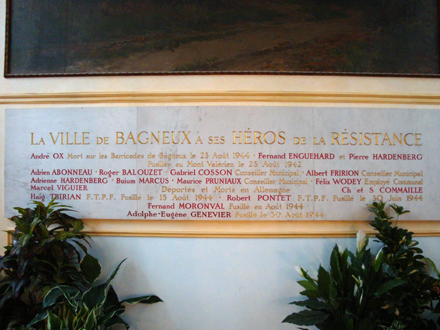 LA VILLE DE BAGNEUX À SES HÉROS DE LA RÉSISTANCE
André OX Mort sur les Barricades de Bagneux le 23 Août 1944 · Fernand ENGUEHARD et Pierre HARDENBERG
Fusillés au Mont Valérien le 25 Août 1942
Adrien ABONNEAU · Roger BALOUZET · Gabriel COSSON Conseiller Municipal · Albert FRIRION Conseiller Municipal
Adrienne HARDENBERG · Buium MARCUS · Maurice PRUNIAUX Conseiller Municipal · Félix WODEY Employé Communal
Marcel VIGUIER Déportés et Morts en Allemagne Ch et S COMMAILLE
Haïg TBIRIAN F.T.P.F. Fusillé le 15 Août 1944 · Robert PONTET F.T.P.F. Fusillé le 30 Juin 1944
Fernand MORONVAL Fusillé en Août 1944
Adolphe-Eugène GENEVIER Fusillé le Août 1944